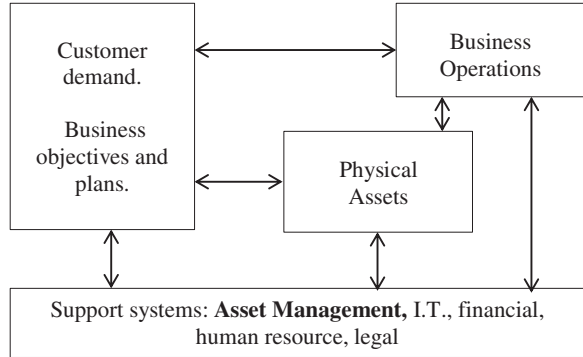 Customer
demand.
Business
objectives and
plans.
Business
Operations
Physical
Assets
Support systems: Asset Management, I.T., financial,
human resource, legal